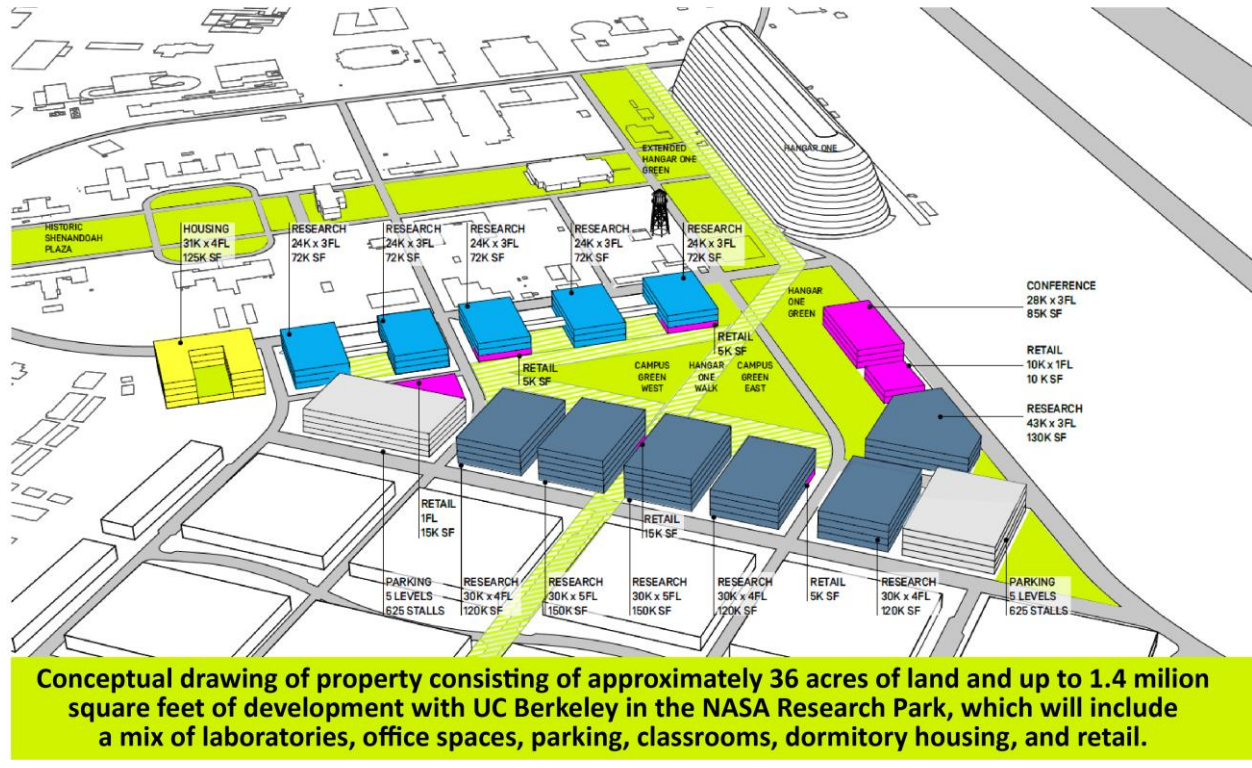 EXTENDED
HANGAR ONE
GREEN
HANGAR ONE
HISTORIC
SHENANDOAH
PLAZA
HOUSING
31K x 4FL
125K SF
RESEARCH
24K x 3FL
72K SF
RESEARCH
24K x 3FL
72K SF
RESEARCH
24K x 3FL
72K SF
RESEARCH
24K x 3FL
72K SF
RESEARCH
24K x 3FL
72K SF
HANGAR
ONE
GREEN
CONFERENCE
28K x 3FL
85K SF
RETAIL
10K x 1FL
10 K SF
RESEARCH
43K x 3FL
130K SF
RETAIL
5K SF
RETAIL
5K SF
CAMPUS
GREEN
WEST
HANGAR
ONE
WALK
CAMPUS
GREEN
EAST
RETAIL
1FL
15K SF
RETAIL
15K SF
PARKING
5 LEVELS
625 STALLS
RESEARCH
30K x 4FL
120K SF
RESEARCH
30K x 5FL
150K SF
RESEARCH
30K x 5FL
150K SF
RESEARCH
30K x 4FL
120K SF
RETAIL
5K SF
RESEARCH
30K x 4FL
120K SF
PARKING
5 LEVELS
625 STALLS
Conceptual drawing of property consisting of approximately 36 acres of land and up to 1.4 milion
square feet of development with UC Berkeley in the NASA Research Park, which will include
a mix of laboratories, office spaces, parking, classrooms, dormitory housing, and retail.